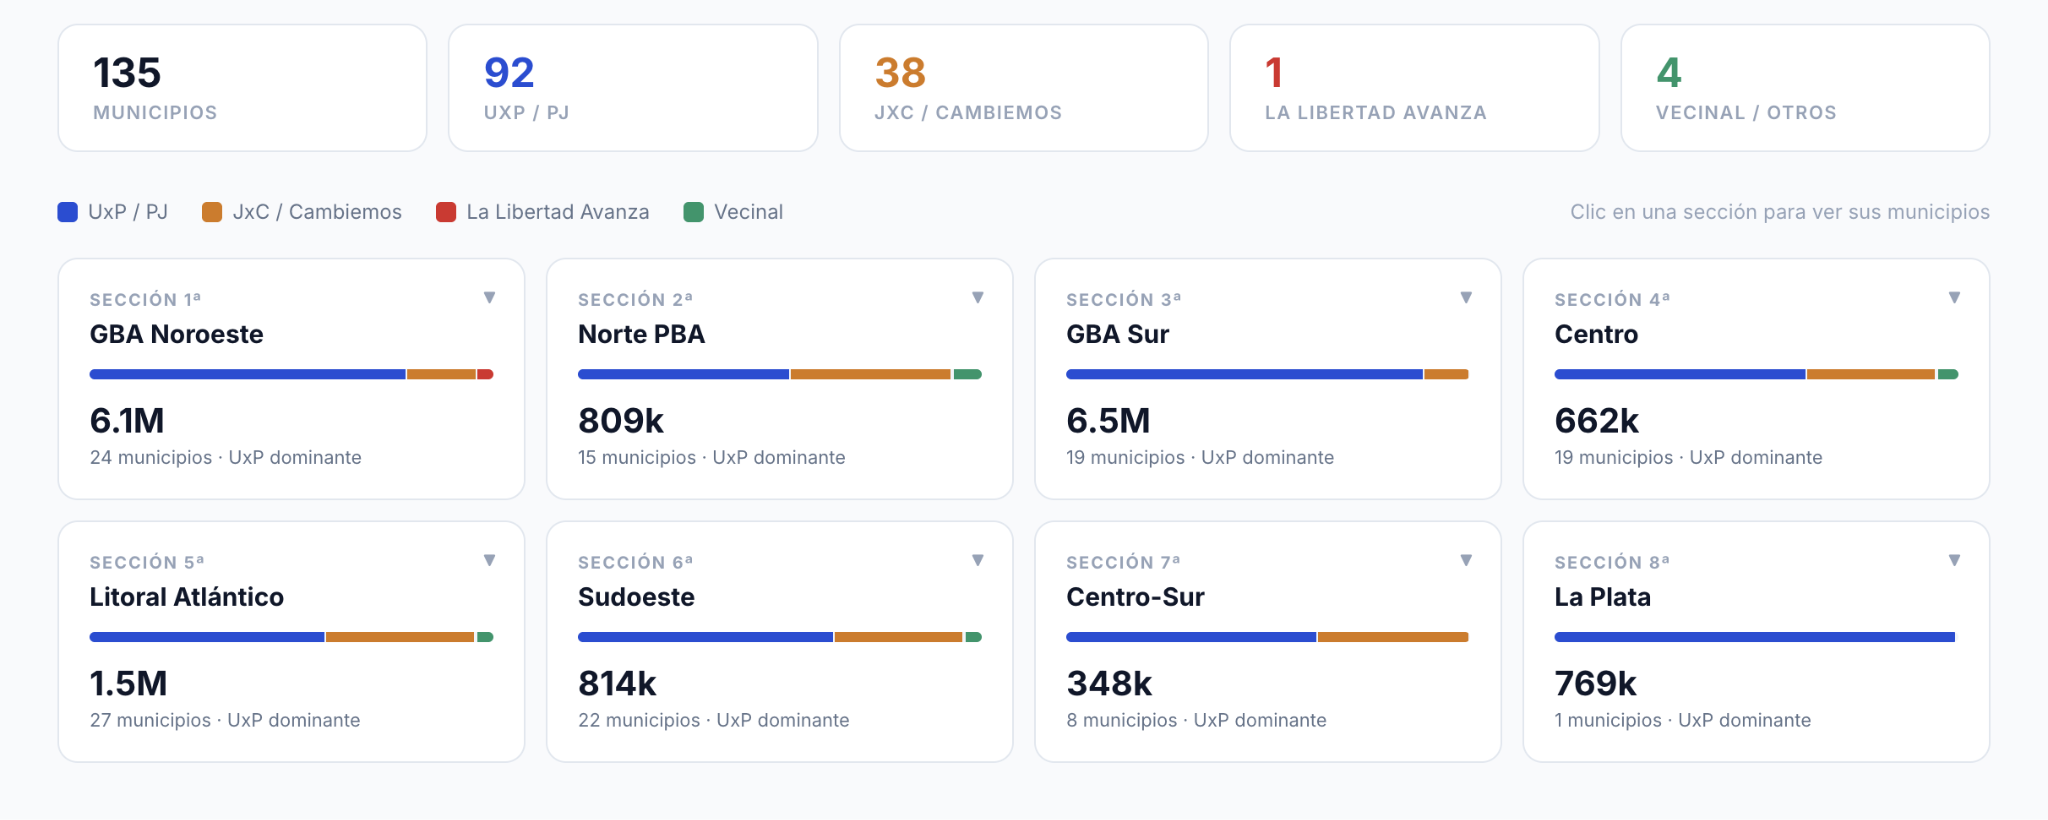 135
MUNICIPIOS
92
UXP / PJ
38
JXC / CAMBIEMOS
1
LA LIBERTAD AVANZA
4
VECINAL / OTROS
UxP / PJ
JxC / Cambiemos
La Libertad Avanza
Vecinal
Clic en una sección para ver sus municipios
SECCIÓN 1ª ▼
GBA Noroeste
6.1M
24 municipios · UxP dominante
SECCIÓN 2ª ▼
Norte PBA
809k
15 municipios · UxP dominante
SECCIÓN 3ª ▼
GBA Sur
6.5M
19 municipios · UxP dominante
SECCIÓN 4ª ▼
Centro
662k
19 municipios · UxP dominante
SECCIÓN 5ª ▼
Litoral Atlántico
1.5M
27 municipios · UxP dominante
SECCIÓN 6ª ▼
Sudoeste
814k
22 municipios · UxP dominante
SECCIÓN 7ª ▼
Centro-Sur
348k
8 municipios · UxP dominante
SECCIÓN 8ª ▼
La Plata
769k
1 municipios · UxP dominante